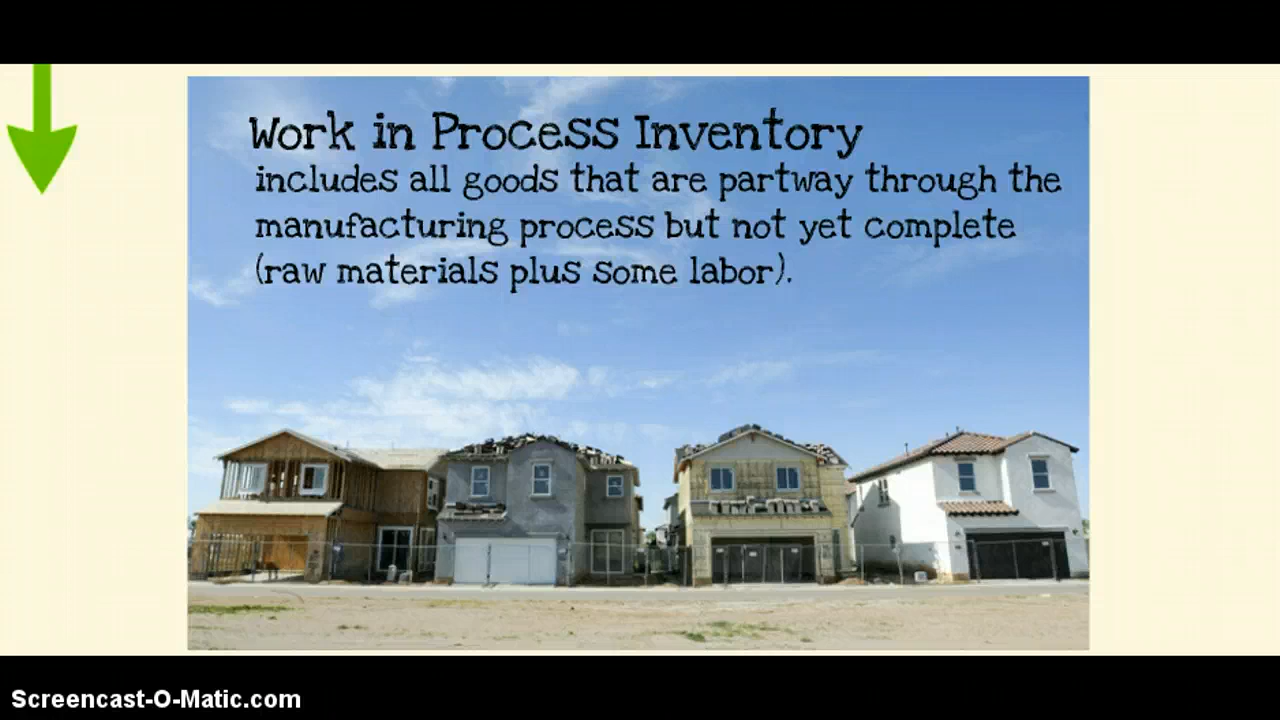 Work in Process Inventory
includes all goods that are partway through the
manufacturing process but not yet complete
(raw materials plus some labor).
Screencast-O-Matic.com